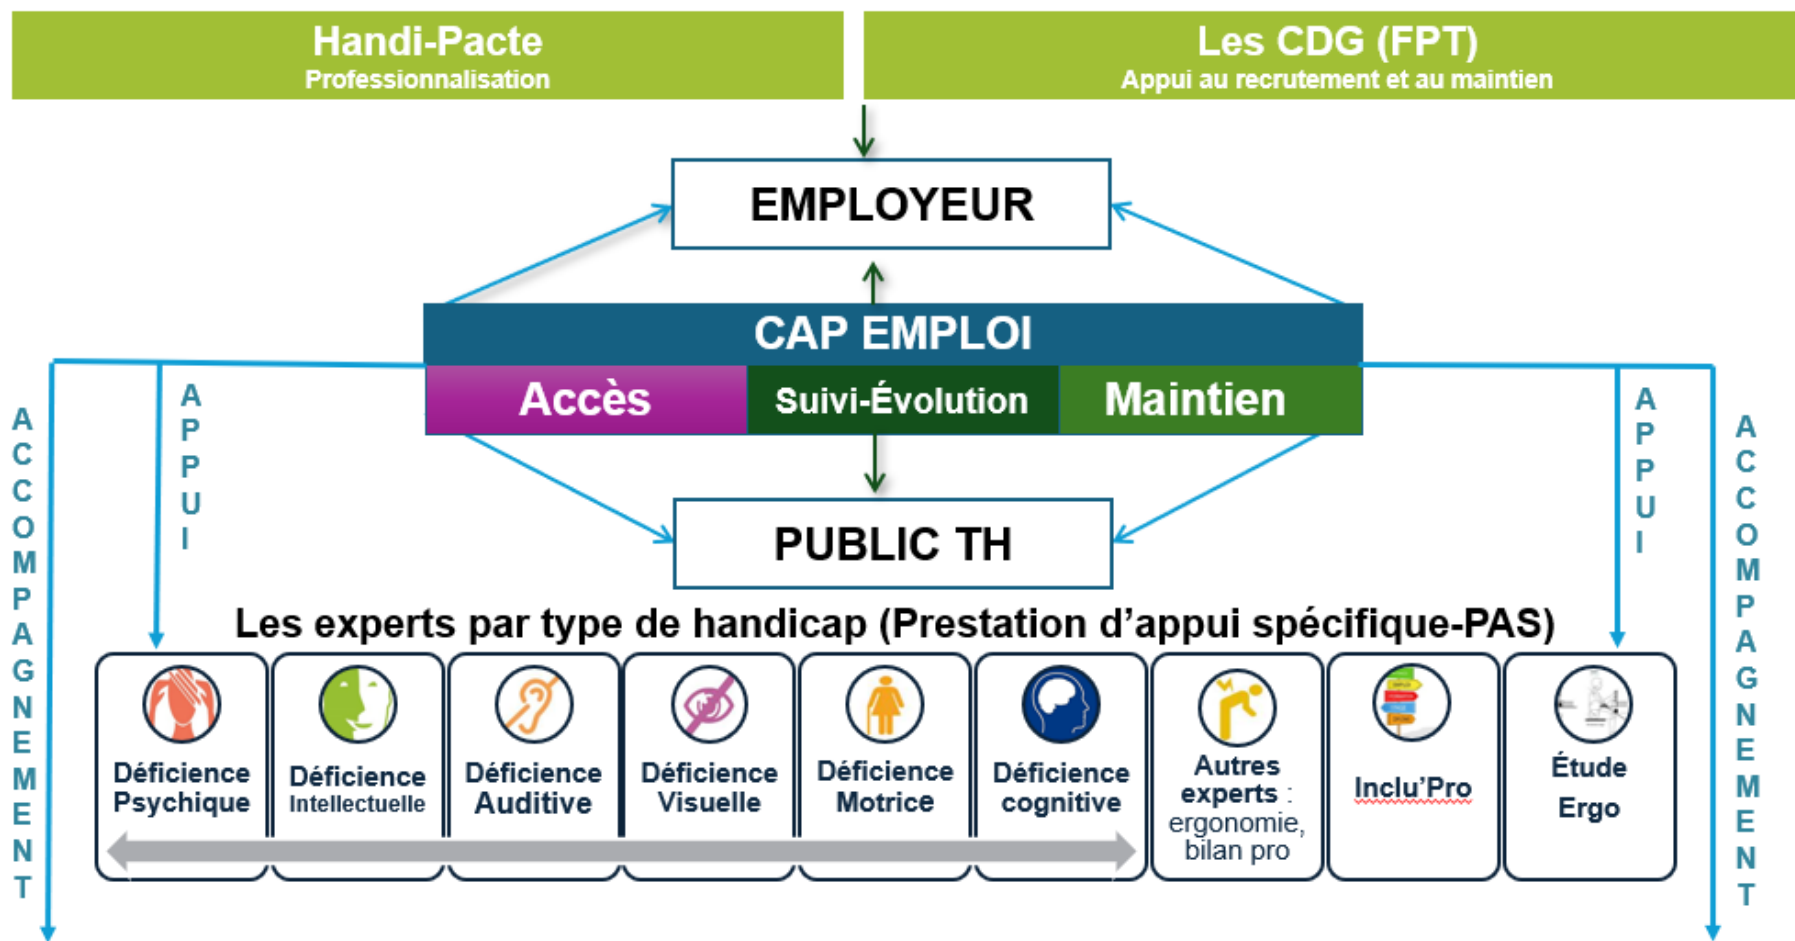 Handi-Pacte
Professionnalisation
Les CDG (FPT)
Appui au recrutement et au maintien
EMPLOYEUR
CAP EMPLOI
Accès
Suivi-Évolution
Maintien
ACCOMPAGNEMENT
APPUI
APPUI
ACCOMPAGNEMENT
PUBLIC TH
Les experts par type de handicap (Prestation d’appui spécifique-PAS)
Déficience
Psychique
Déficience
Intellectuelle
Déficience
Auditive
Déficience
Visuelle
Déficience
Motrice
Déficience
cognitive
Autres
experts :
ergonomie,
bilan pro
Inclu’Pro
Étude
Ergo